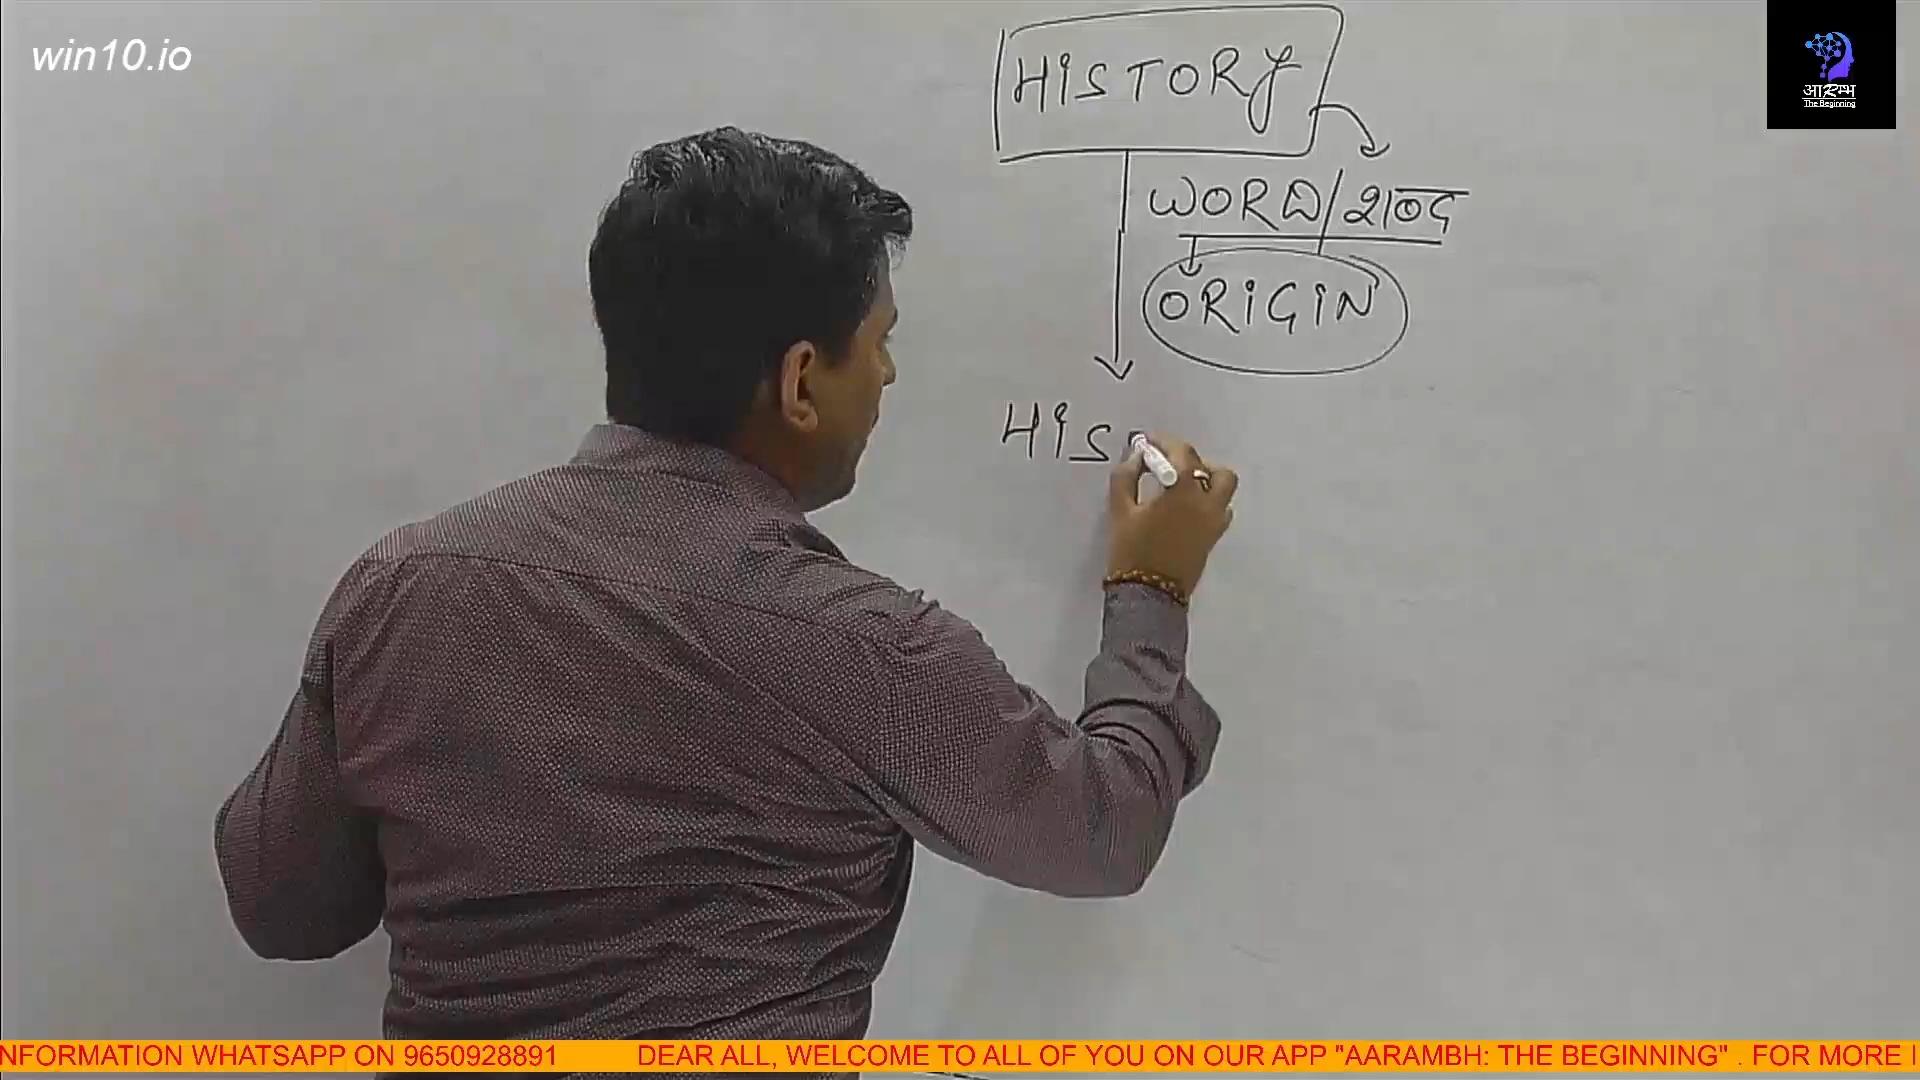 win10.io
HiSTORY
WORD/शब्द
ORiGiN
HiS
आरम्भ
The Beginning
NFORMATION WHATSAPP ON 9650928891 DEAR ALL, WELCOME TO ALL OF YOU ON OUR APP "AARAMBH: THE BEGINNING" . FOR MORE I